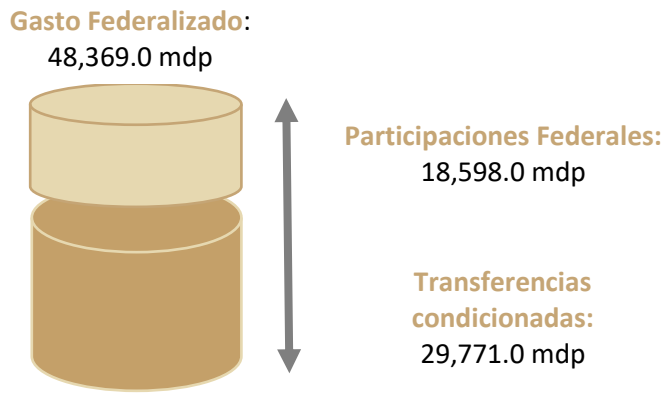 Gasto Federalizado:
48,369.0 mdp
Participaciones Federales:
18,598.0 mdp
Transferencias
condicionadas:
29,771.0 mdp